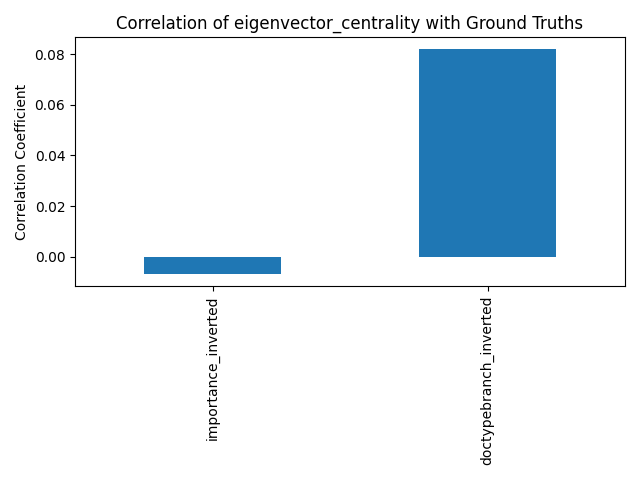 Correlation of eigenvector_centrality with Ground Truths
Correlation Coefficient
0.08
0.06
0.04
0.02
0.00
importance_inverted
doctypebranch_inverted